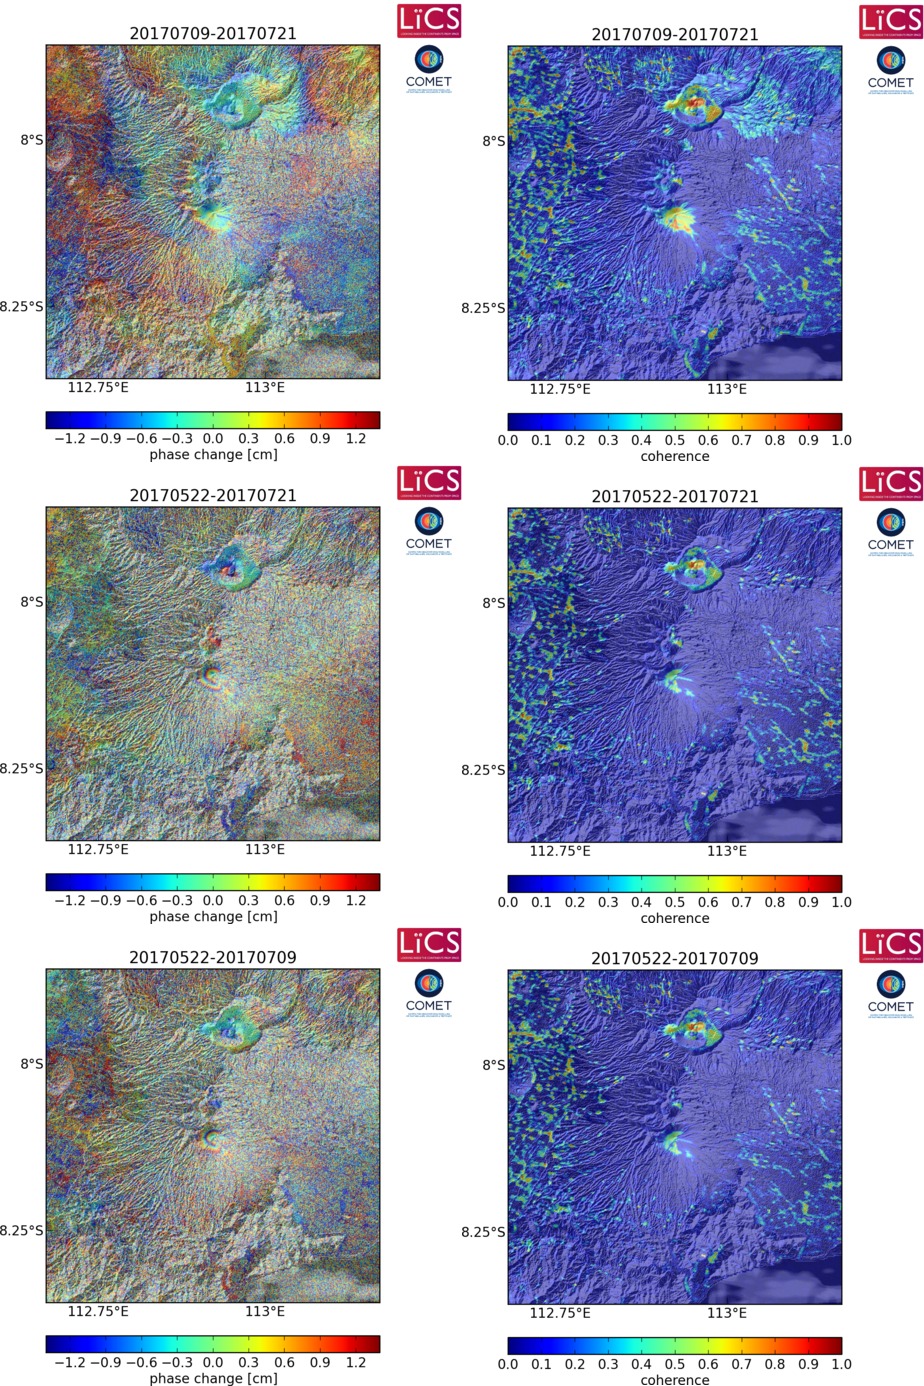 LiCS LiCS
20170709-20170721 20170709-20170721
COMET COMET
8°S 8°S
8.25°S 8.25°S
112.75°E 113°E 112.75°E 113°E
−1.2 −0.9 −0.6 −0.3 0.0 0.3 0.6 0.9 1.2 0.0 0.1 0.2 0.3 0.4 0.5 0.6 0.7 0.8 0.9 1.0
phase change [cm] coherence
LïCS LïCS
20170522-20170721 20170522-20170721
COMET COMET
8°S 8°S
8.25°S 8.25°S
112.75°E 113°E 112.75°E 113°E
−1.2 −0.9 −0.6 −0.3 0.0 0.3 0.6 0.9 1.2 0.0 0.1 0.2 0.3 0.4 0.5 0.6 0.7 0.8 0.9 1.0
phase change [cm] coherence
LïCS LïCS
20170522-20170709 20170522-20170709
COMET COMET
8°S 8°S
8.25°S 8.25°S
112.75°E 113°E 112.75°E 113°E
−1.2 −0.9 −0.6 −0.3 0.0 0.3 0.6 0.9 1.2 0.0 0.1 0.2 0.3 0.4 0.5 0.6 0.7 0.8 0.9 1.0
phase change [cm] coherence